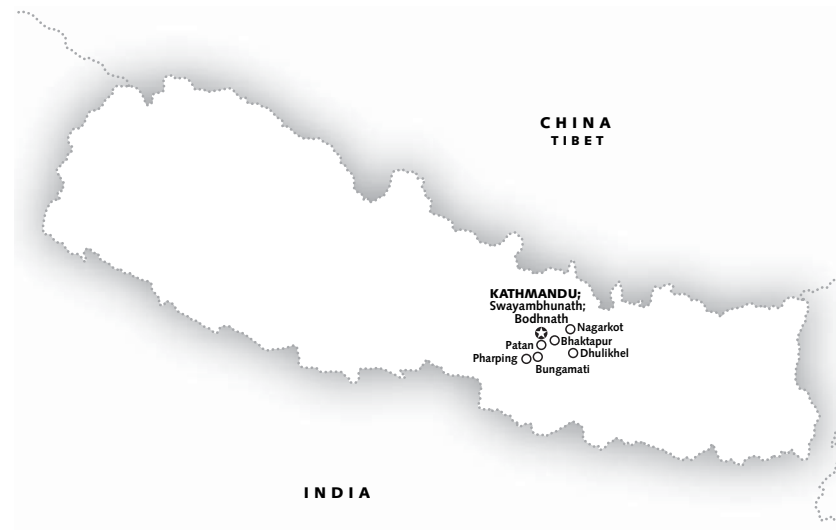 CHINA
TIBET
KATHMANDU;
Swayambhunath;
Bodhnath
Nagarkot
Patan
Bhaktapur
Pharping
Dhulikhel
Bungamati
INDIA